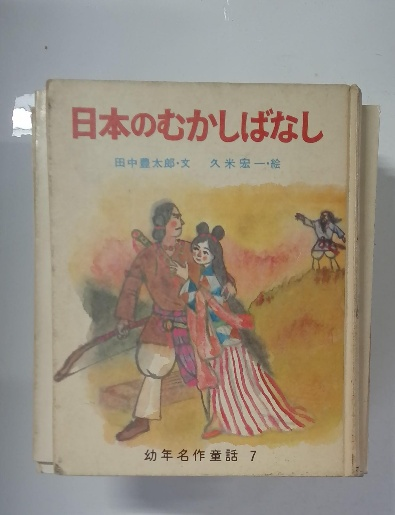 日本のむかしばなし
田中豊太郎・文 久米宏一・絵
幼年名作童話 7